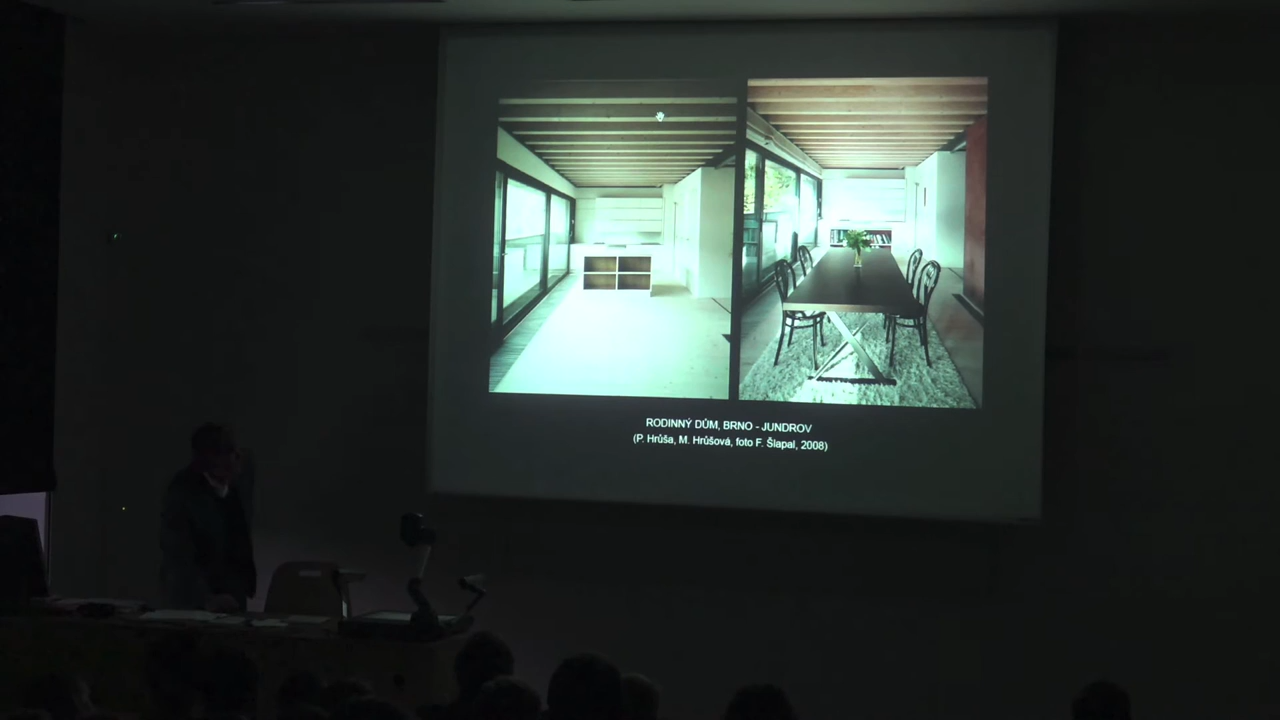 RODINNÝ DŮM, BRNO - JUNDROV
(P. Hrůša, M. Hrůšová, foto F. Šlapal, 2008)